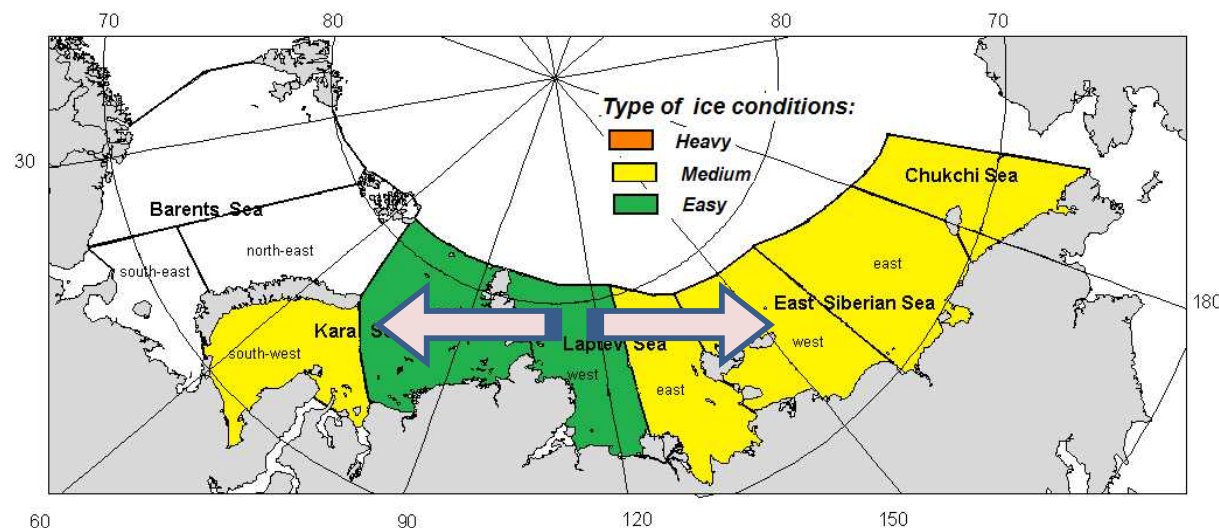 70
80
80
70
Type of ice conditions:
Heavy
Medium
Easy
30
Chukchi Sea
Barents Sea
south-east
north-east
east
East Siberian Sea
180
Kara S
Laptev Sea
south-west
west
west
east
60
90
120
150